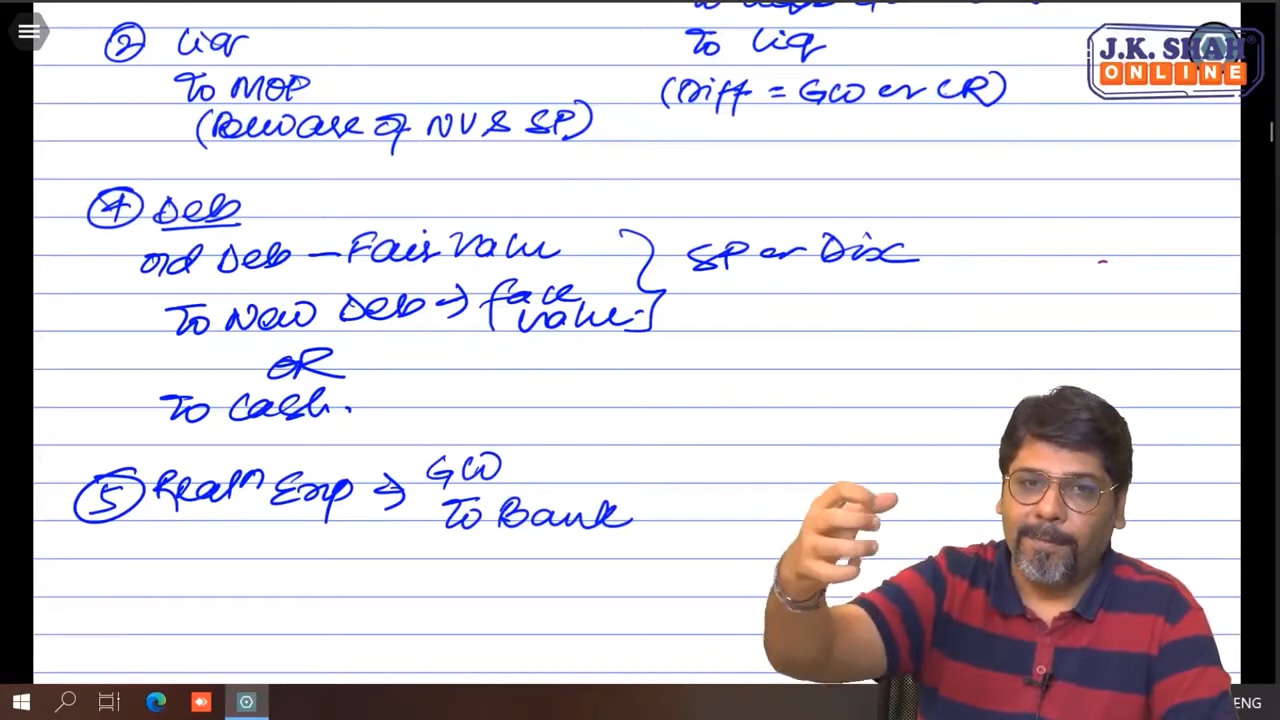 ② Liq
To MOP
(Beware of NV & SP)
To Liq
(Diff = GW or CR)
J.K. SHAH
ONLINE
④ Deb
Old Deb – Fair Value
To New Deb → face value.
SP or Disc
OR
To Cash.
⑤ Realn Exp → GW
To Bank
ENG